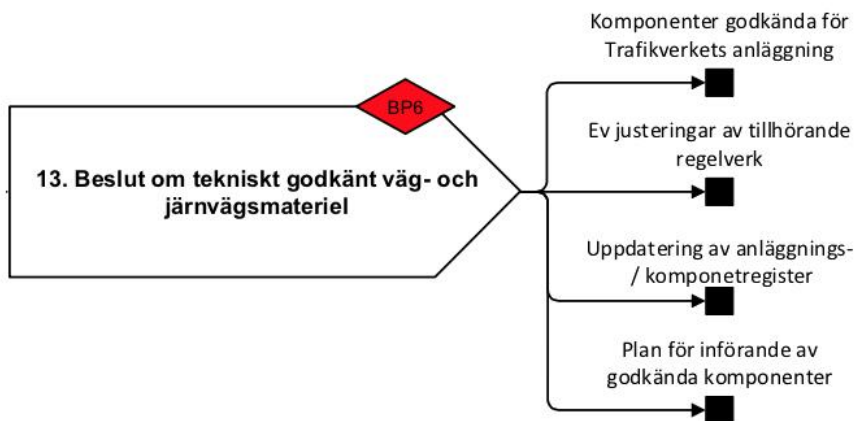 BP6
13. Beslut om tekniskt godkänt väg- och
järnvägsmateriel
Komponenter godkända för
Trafikverkets anläggning
Ev justeringar av tillhörande
regelverk
Uppdatering av anläggnings-
/ komponetregister
Plan för införande av
godkända komponenter